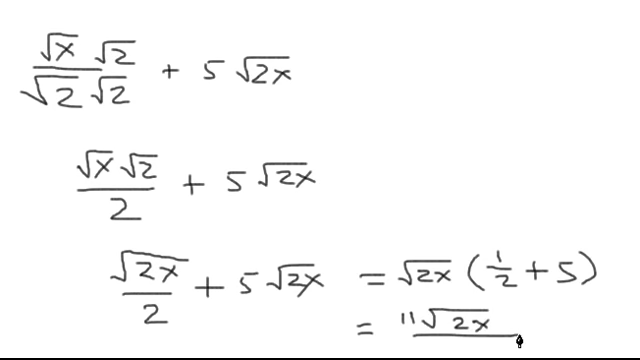 √x √2 / √2 √2 + 5 √2x
√x √2 / 2 + 5 √2x
√2x / 2 + 5 √2x = √2x (1/2 + 5)
= 11√2x